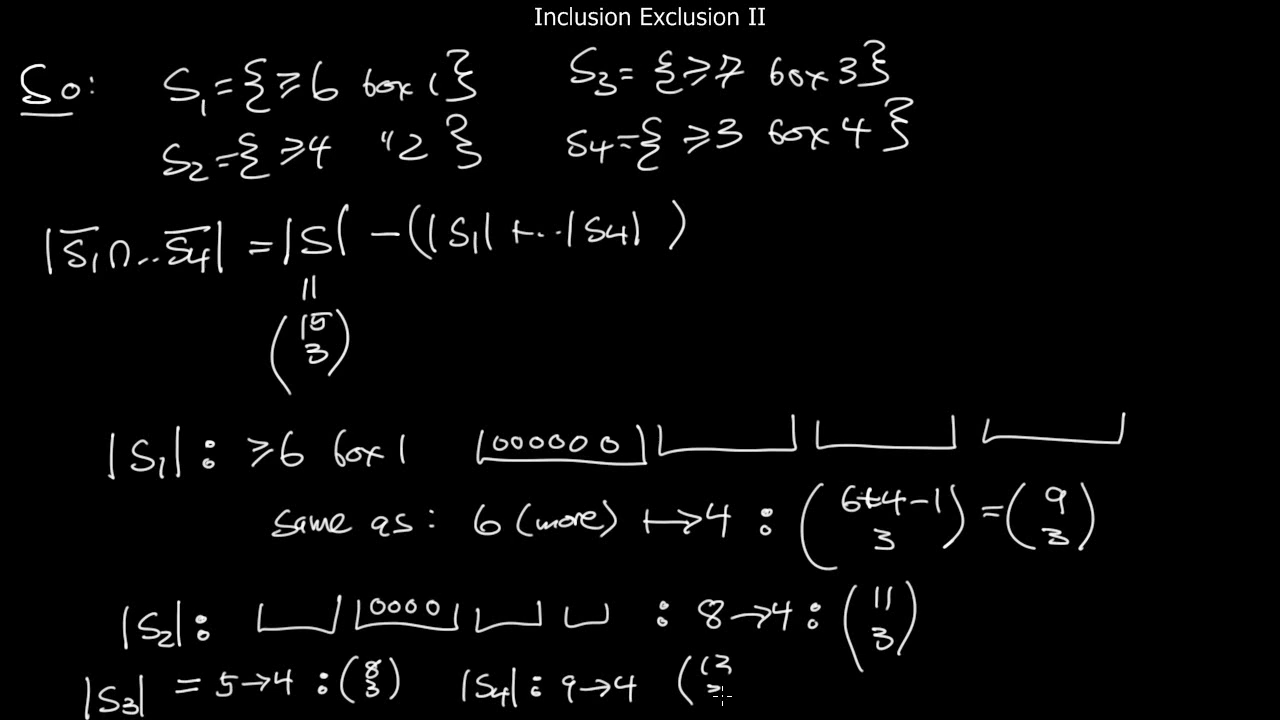 Inclusion Exclusion II
So: S₁={≥6 box 1} S₃={≥7 box 3}
S₂={≥4 "2} S₄={≥3 box 4}
|S̅₁∩..S̅₄| = |S| - (|S₁| +..|S₄|)
||
(15
3)
|S₁|: ≥6 box 1 000000
same as: 6 (more) ↦ 4 : (6+4-1
3) = (9
3)
|S₂|: 0000 : 8→4 : (11
3)
|S₃| = 5→4 : (8
3) |S₄| : 9→4 (12